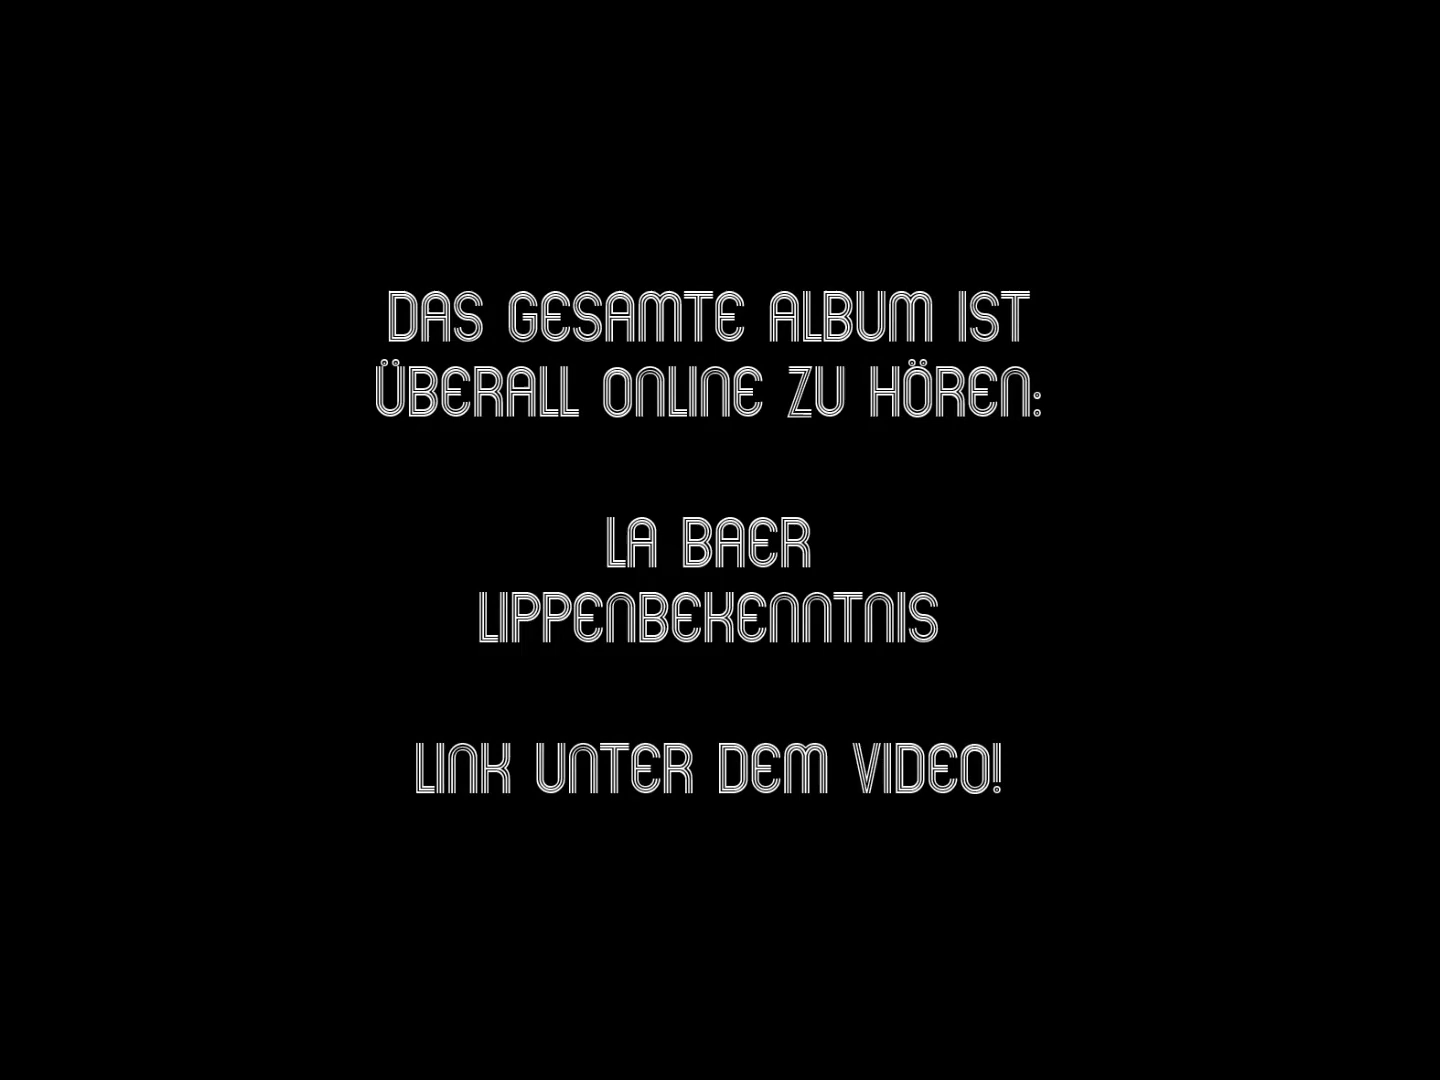 DAS GESAMTE ALBUM IST
ÜBERALL ONLINE ZU HÖREN:
LA BAER
LIPPENBEKENNTNIS
LINK UNTER DEM VIDEO!